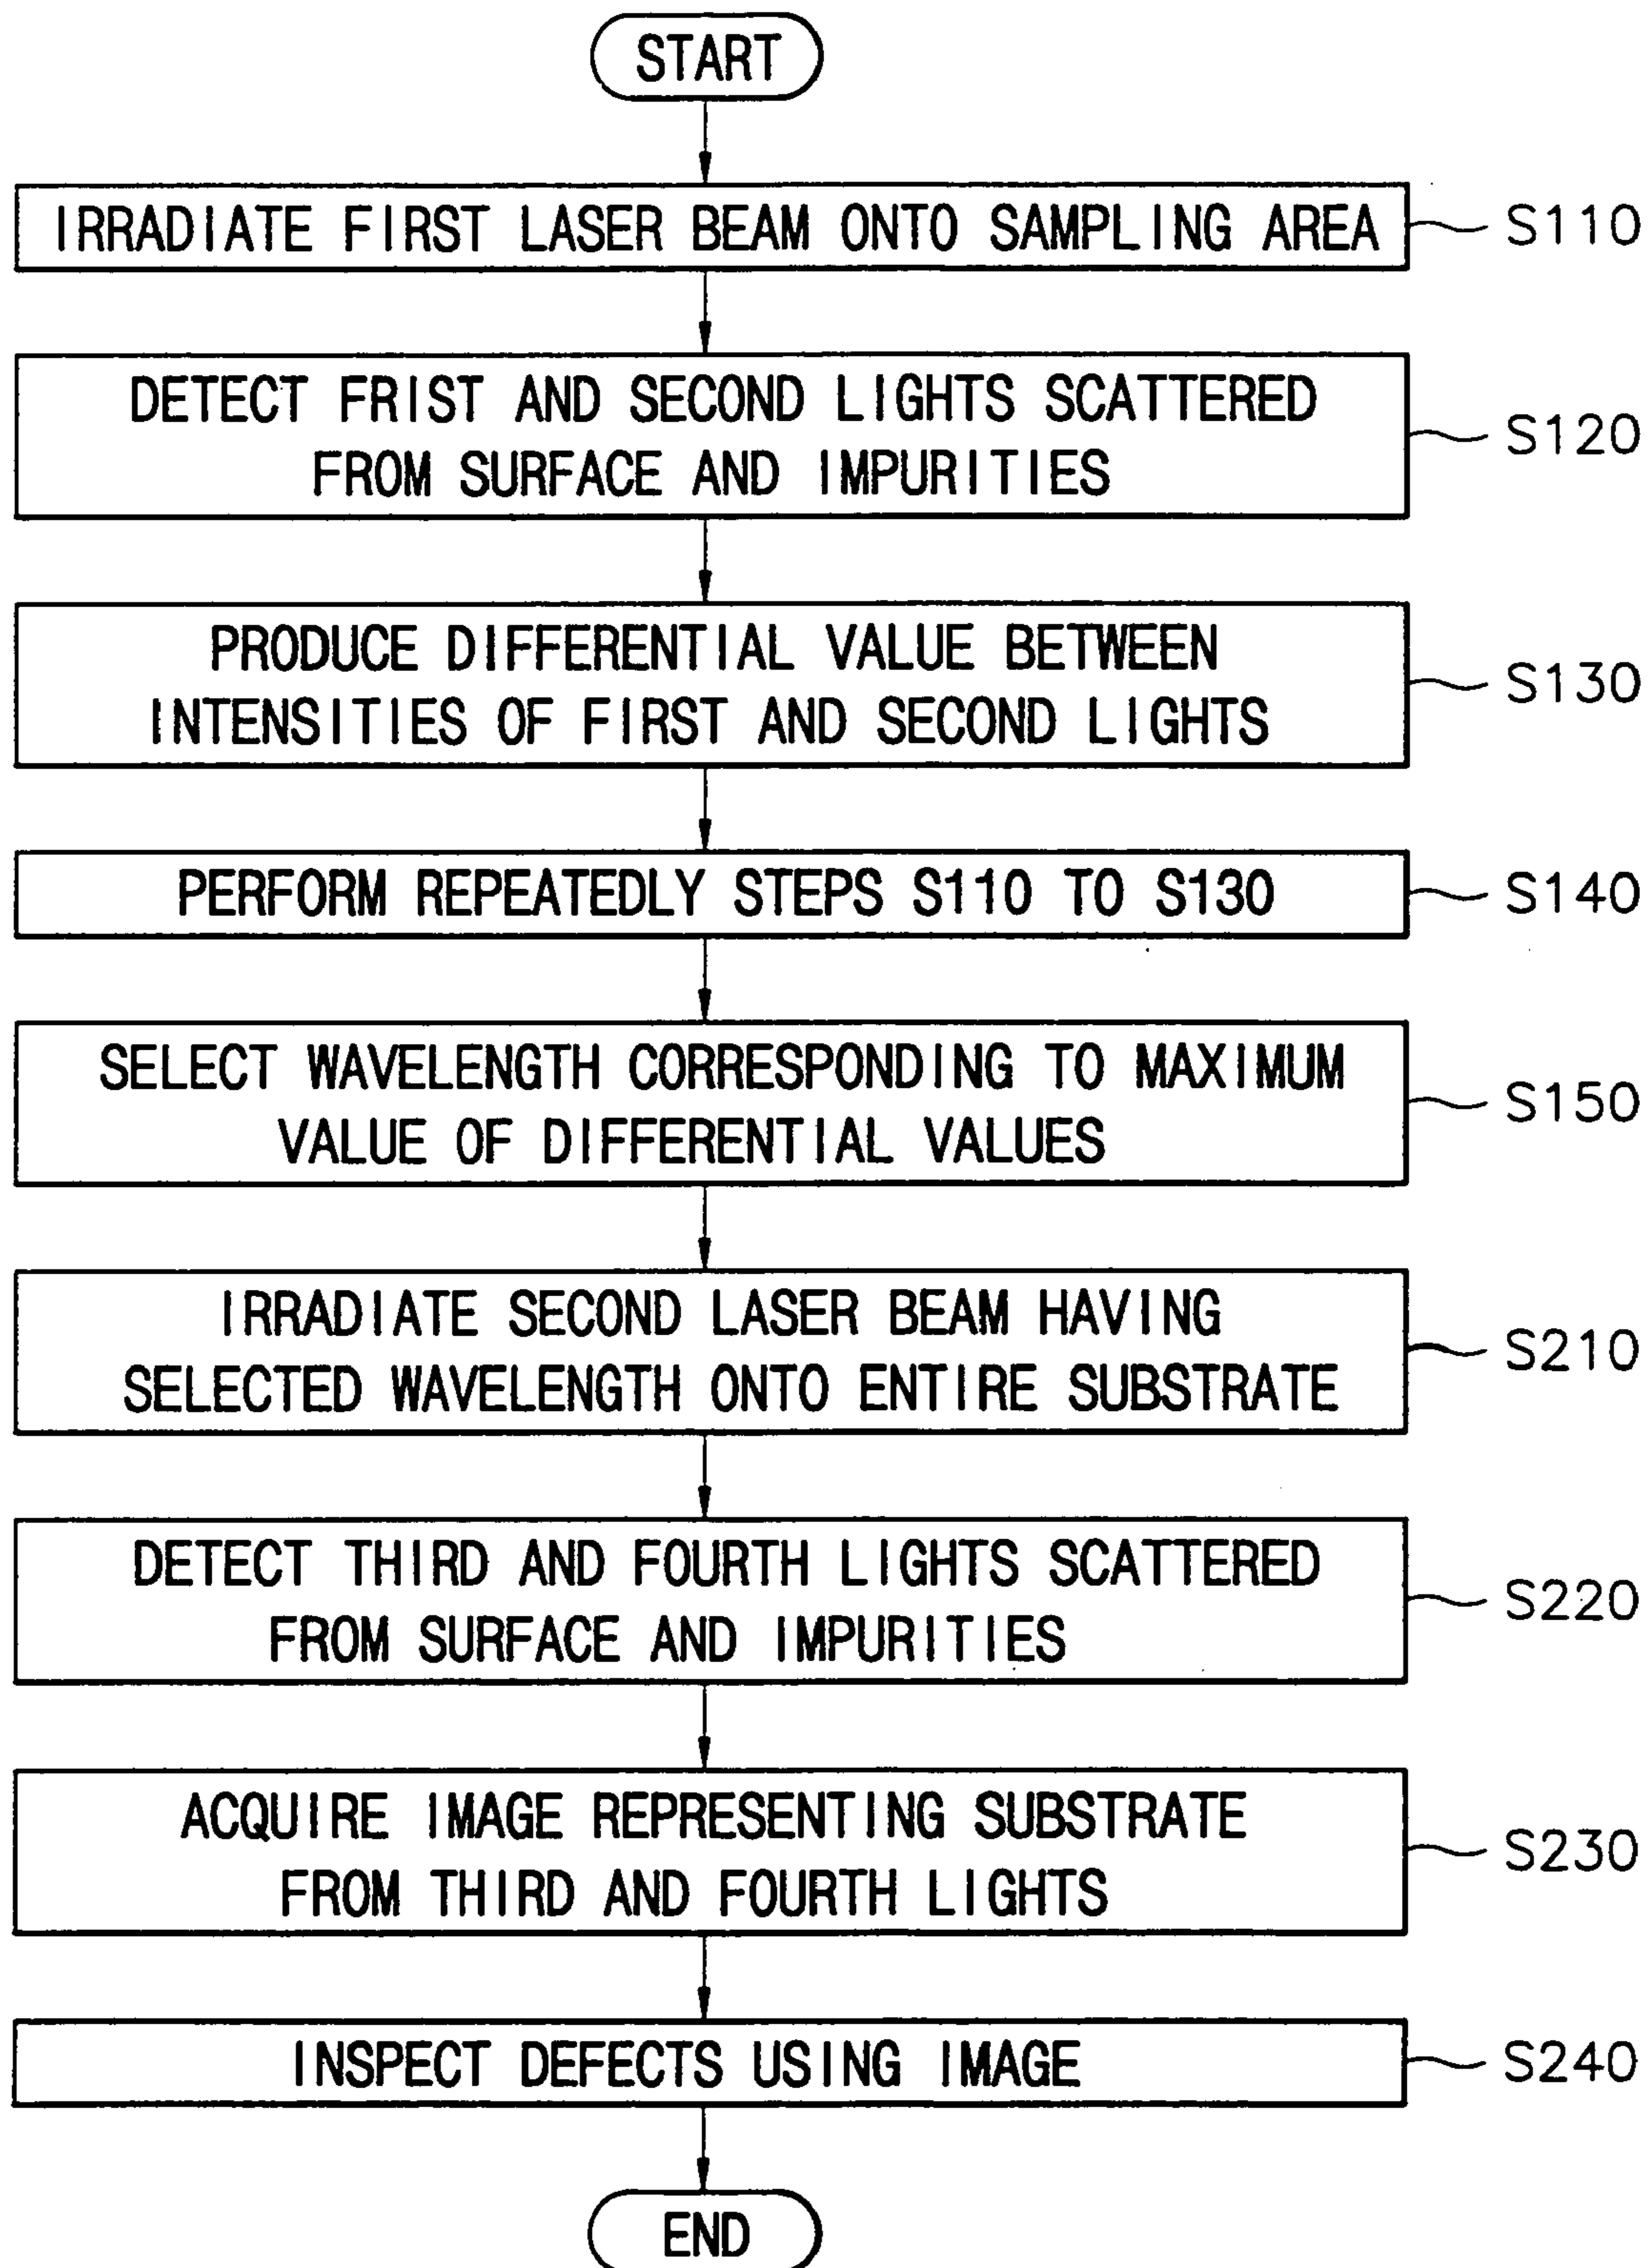 START
IRRADIATE FIRST LASER BEAM ONTO SAMPLING AREA
S110
DETECT FRIST AND SECOND LIGHTS SCATTERED
FROM SURFACE AND IMPURITIES
S120
PRODUCE DIFFERENTIAL VALUE BETWEEN
INTENSITIES OF FIRST AND SECOND LIGHTS
S130
PERFORM REPEATEDLY STEPS S110 TO S130
S140
SELECT WAVELENGTH CORRESPONDING TO MAXIMUM
VALUE OF DIFFERENTIAL VALUES
S150
IRRADIATE SECOND LASER BEAM HAVING
SELECTED WAVELENGTH ONTO ENTIRE SUBSTRATE
S210
DETECT THIRD AND FOURTH LIGHTS SCATTERED
FROM SURFACE AND IMPURITIES
S220
ACQUIRE IMAGE REPRESENTING SUBSTRATE
FROM THIRD AND FOURTH LIGHTS
S230
INSPECT DEFECTS USING IMAGE
S240
END